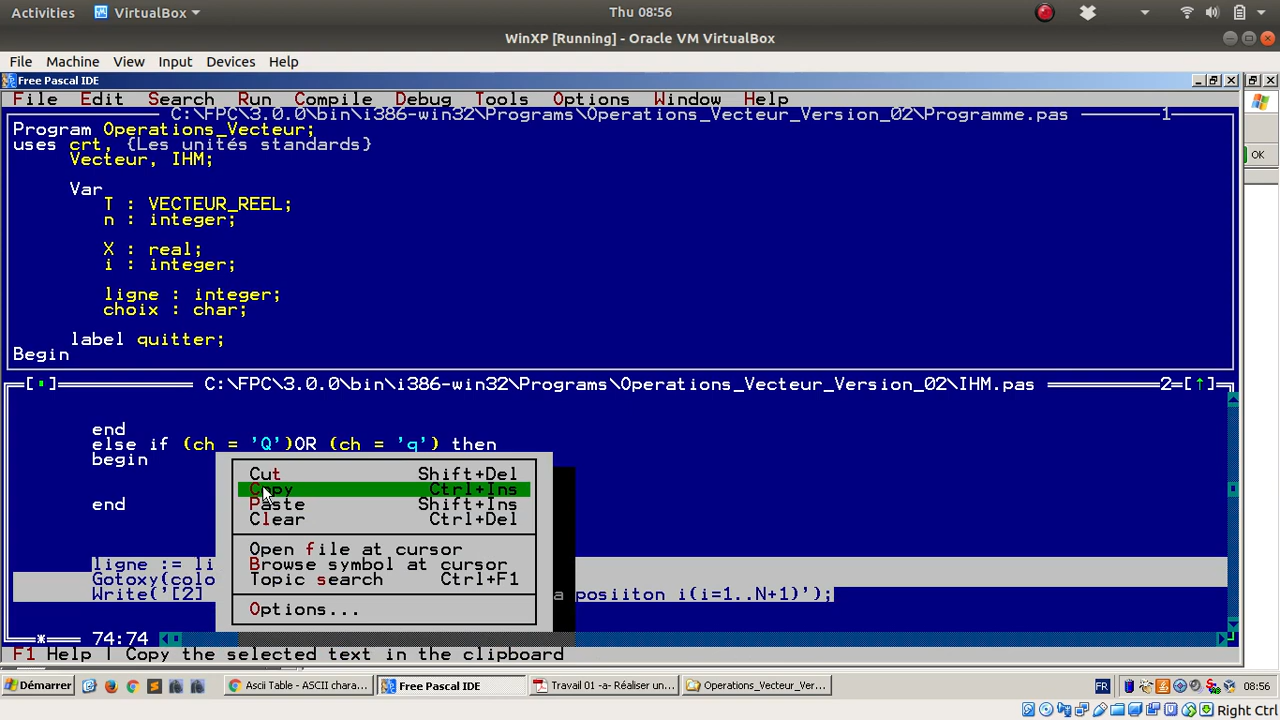 Activities VirtualBox Thu 08:56
WinXP [Running] - Oracle VM VirtualBox
File Machine View Input Devices Help
Free Pascal IDE
File Edit Search Run Compile Debug Tools Options Window Help
C:\FPC\3.0.0\bin\i386-win32\Programs\Operations_Vecteur_Version_02\Programme.pas 1
Program Operations_Vecteur;
uses crt, {Les unités standards}
Vecteur, IHM;
OK
Var
T : VECTEUR_REEL;
n : integer;
X : real;
i : integer;
ligne : integer;
choix : char;
label quitter;
Begin
C:\FPC\3.0.0\bin\i386-win32\Programs\Operations_Vecteur_Version_02\IHM.pas 2
end
else if (ch = 'Q')OR (ch = 'q') then
begin
Cut Shift+Del
Copy Ctrl+Ins
Paste Shift+Ins
end
Clear Ctrl+Del
Open file at cursor
ligne := li
Browse symbol at cursor
Gotoxy(colo
Topic search Ctrl+F1
Write('[2] a posiiton i(i=1..N+1)');
Options...
74:74
F1 Help | Copy the selected text in the clipboard
Démarrer Ascii Table - ASCII chara... Free Pascal IDE Travail 01 -a- Réaliser un... Operations_Vecteur_Ver... FR 08:56
Right Ctrl